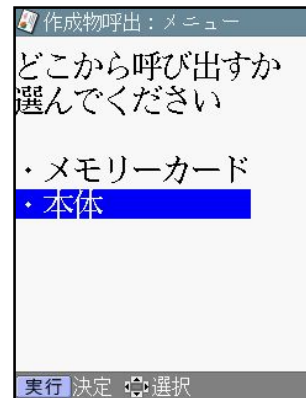 作成物呼出:メニュー
どこから呼び出すか
選んでください
・メモリーカード
・本体
実行 決定 選択